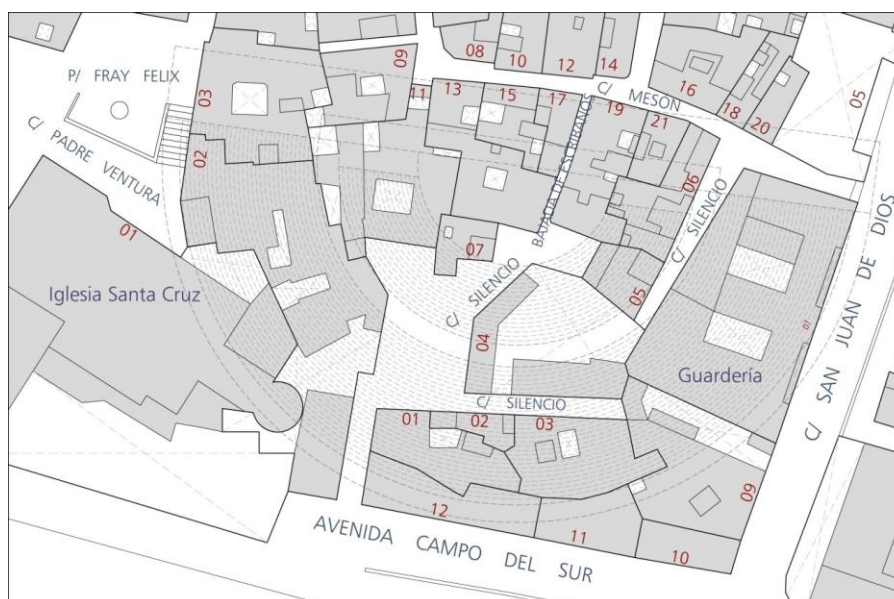 08
10
12
14
09
P/ FRAY FELIX
03
11
13
15
17
C/ MESON
16
18
20
05
19
21
C/ PADRE VENTURA
02
BAJADA DE ESCRIBANOS
06
C/ SILENCIO
01
07
Iglesia Santa Cruz
C/ SILENCIO
05
04
07
Guardería
C/ SAN JUAN DE DIOS
C/ SILENCIO
01
02
03
09
12
11
10
AVENIDA CAMPO DEL SUR